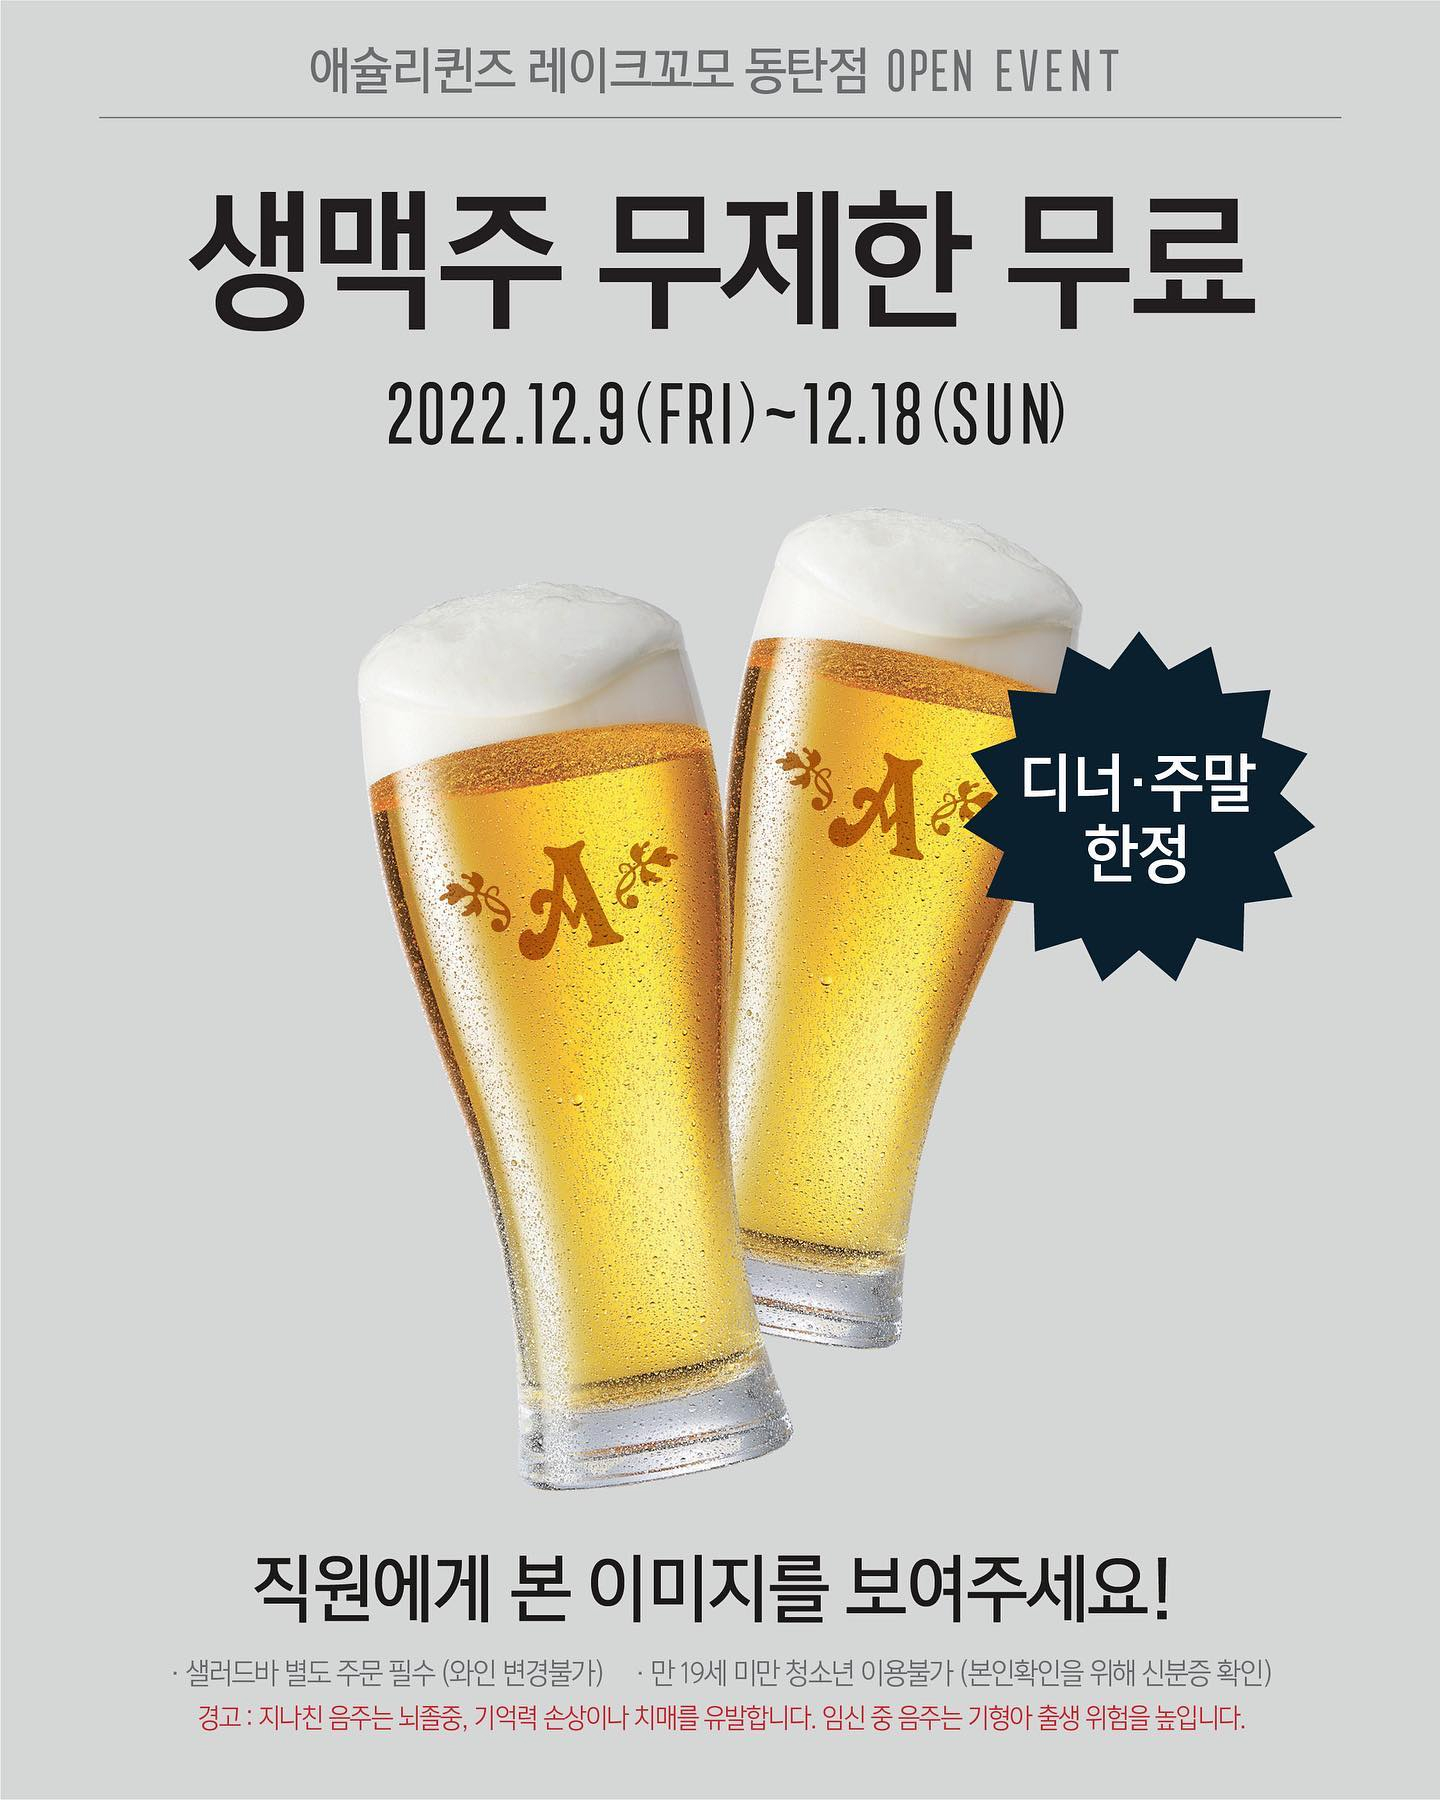 애슐리퀸즈 레이크꼬모 동탄점 OPEN EVENT
생맥주 무제한 무료
2022.12.9(FRI)~12.18(SUN)
A
A
디너·주말
한정
직원에게 본 이미지를 보여주세요!
· 샐러드바 별도 주문 필수 (와인 변경불가) · 만 19세 미만 청소년 이용불가 (본인확인을 위해 신분증 확인)
경고 : 지나친 음주는 뇌졸중, 기억력 손상이나 치매를 유발합니다. 임신 중 음주는 기형아 출생 위험을 높입니다.